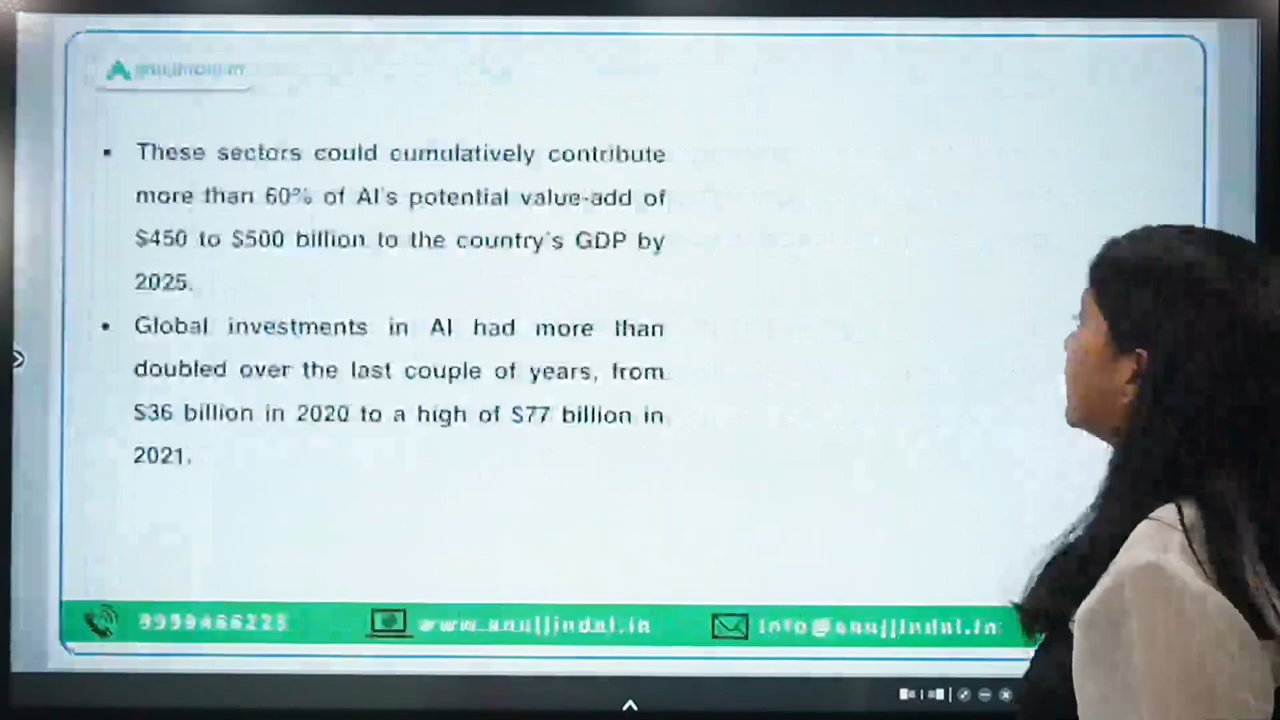 These sectors could cumulatively contribute
more than 60% of AI's potential value-add of
$450 to $500 billion to the country's GDP by
2025.
Global investments in AI had more than
doubled over the last couple of years, from
$36 billion in 2020 to a high of $77 billion in
2021.
www.anujjindal.in
info@anujjindal.in